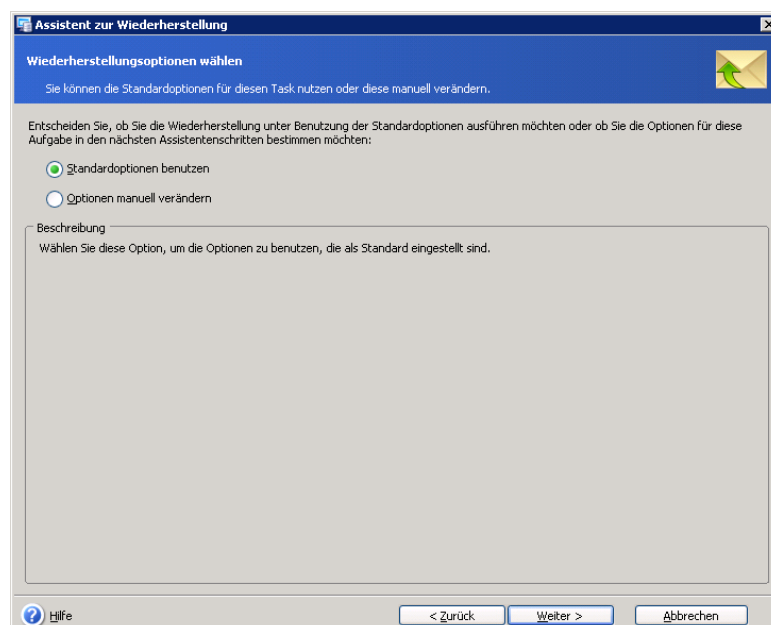 Assistent zur Wiederherstellung
Wiederherstellungsoptionen wählen
Sie können die Standardoptionen für diesen Task nutzen oder diese manuell verändern.
Entscheiden Sie, ob Sie die Wiederherstellung unter Benutzung der Standardoptionen ausführen möchten oder ob Sie die Optionen für diese
Aufgabe in den nächsten Assistentenschritten bestimmen möchten:
Standardoptionen benutzen
Optionen manuell verändern
Beschreibung
Wählen Sie diese Option, um die Optionen zu benutzen, die als Standard eingestellt sind.
Hilfe
< Zurück
Weiter >
Abbrechen